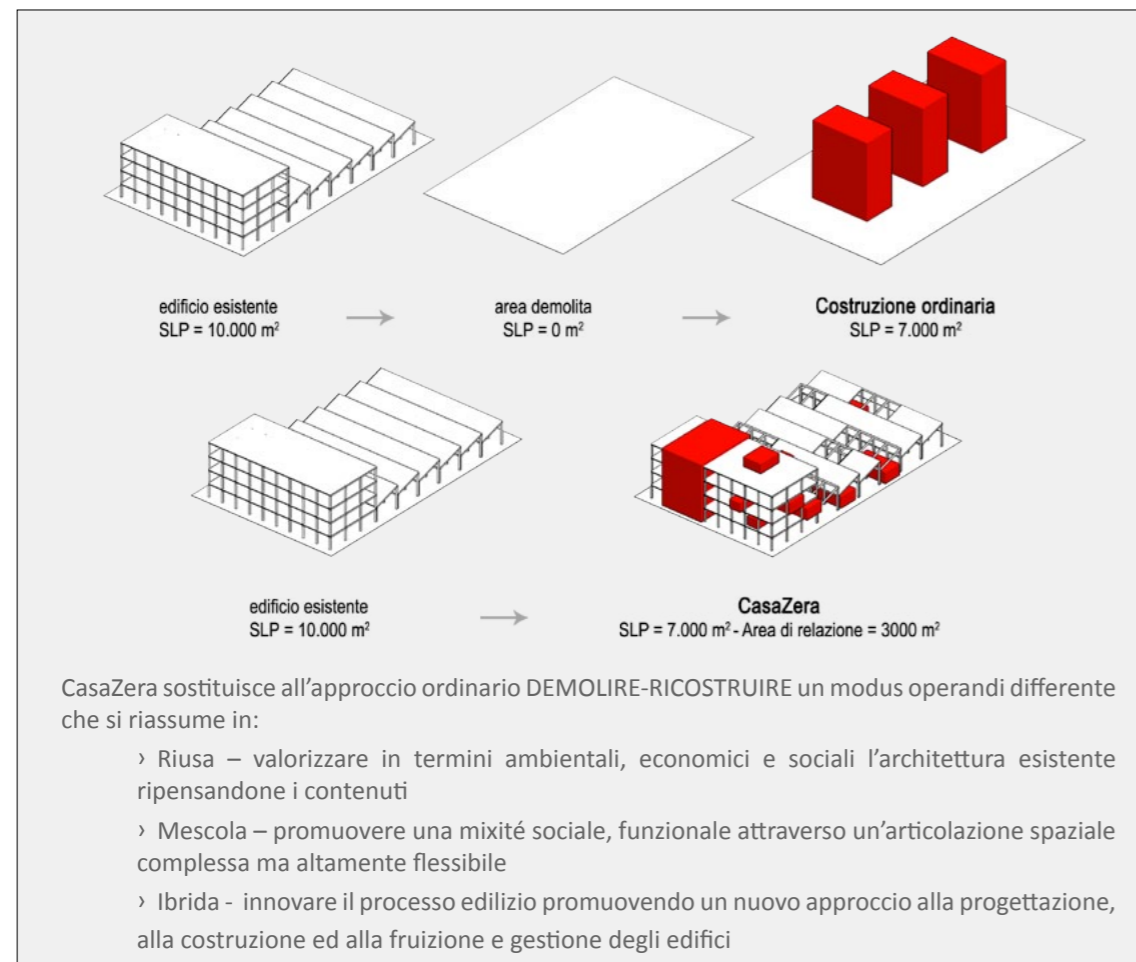 edificio esistente
SLP = 10.000 m²
area demolita
SLP = 0 m²
Costruzione ordinaria
SLP = 7.000 m²
edificio esistente
SLP = 10.000 m²
CasaZera
SLP = 7.000 m² - Area di relazione = 3000 m²
CasaZera sostituisce all’approccio ordinario DEMOLIRE-RICOSTRUIRE un modus operandi differente
che si riassume in:
› Riusa – valorizzare in termini ambientali, economici e sociali l’architettura esistente
ripensandone i contenuti
› Mescola – promuovere una mixité sociale, funzionale attraverso un’articolazione spaziale
complessa ma altamente flessibile
› Ibrida - innovare il processo edilizio promuovendo un nuovo approccio alla progettazione,
alla costruzione ed alla fruizione e gestione degli edifici